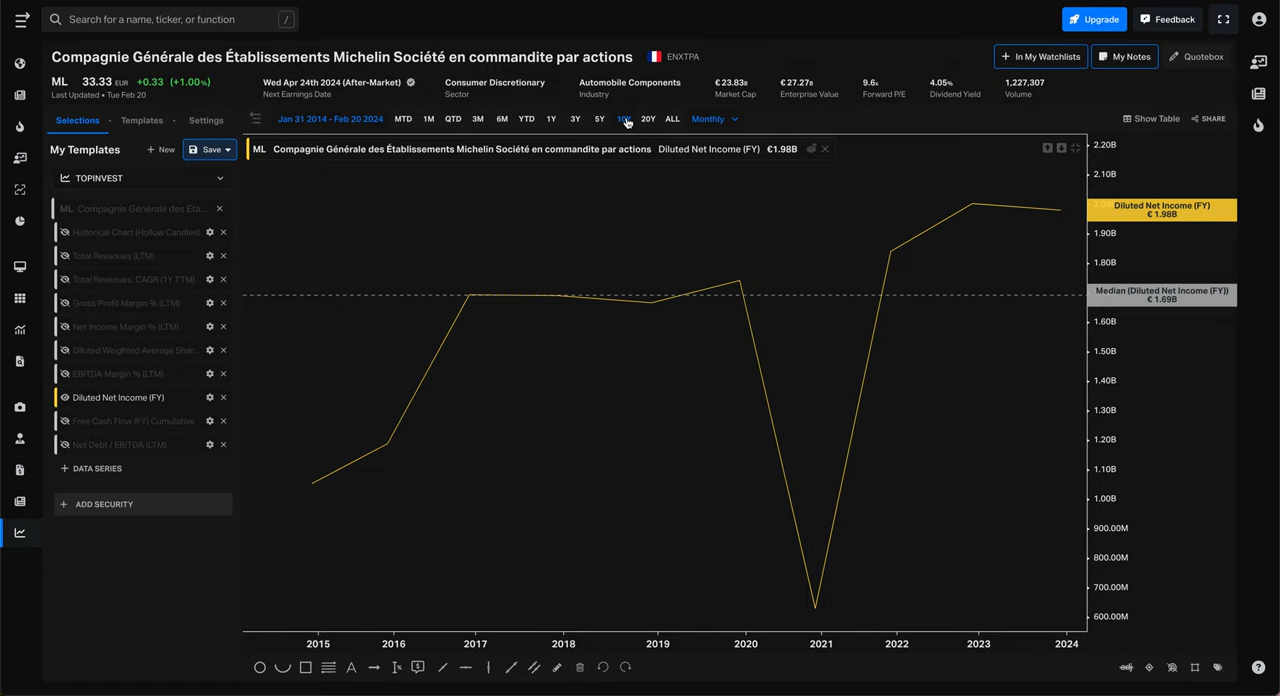 Search for a name, ticker, or function /
Upgrade
Feedback
Compagnie Générale des Établissements Michelin Société en commandite par actions
ENXTPA
In My Watchlists
My Notes
Quotebox
ML 33.33 EUR +0.33 (+1.00%)
Last Updated • Tue Feb 20
Wed Apr 24th 2024 (After-Market)
Next Earnings Date
Consumer Discretionary
Sector
Automobile Components
Industry
€23.83B
Market Cap
€27.27B
Enterprise Value
9.6x
Forward P/E
4.05%
Dividend Yield
1,227,307
Volume
Selections
Templates
Settings
Jan 31 2014 - Feb 20 2024
MTD 1M QTD 3M 6M YTD 1Y 3Y 5Y 10Y 20Y ALL
Monthly
Show Table
SHARE
My Templates
+ New
Save
TOPINVEST
ML Compagnie Générale des Éta...
Historical Chart (Hollow Candles)
Total Revenues (LTM)
Total Revenues: CAGR (1Y TTM)
Gross Profit Margin % (LTM)
Net Income Margin % (LTM)
Diluted Weighted Average Shar...
EBITDA Margin % (LTM)
Diluted Net Income (FY)
Free Cash Flow (FY) Cumulative
Net Debt / EBITDA (LTM)
+ DATA SERIES
+ ADD SECURITY
ML Compagnie Générale des Établissements Michelin Société en commandite par actions Diluted Net Income (FY) €1.98B
2.20B
2.10B
Diluted Net Income (FY)
€ 1.98B
1.90B
1.80B
Median (Diluted Net Income (FY))
€ 1.69B
1.60B
1.50B
1.40B
1.30B
1.20B
1.10B
1.00B
900.00M
800.00M
700.00M
600.00M
2015 2016 2017 2018 2019 2020 2021 2022 2023 2024